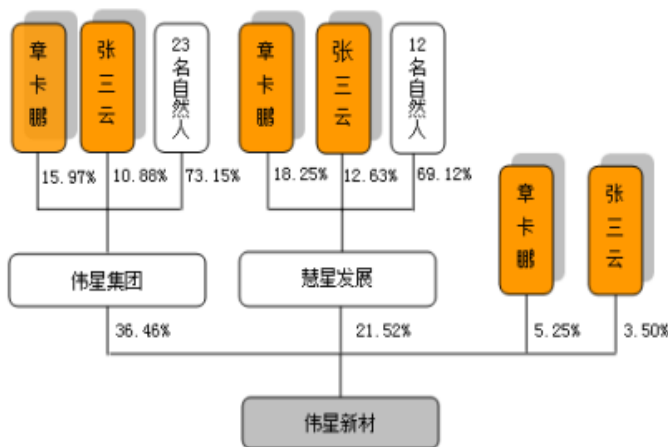 章卡鹏
张三云
23名自然人
章卡鹏
张三云
12名自然人
15.97%
10.88%
73.15%
18.25%
12.63%
69.12%
章卡鹏
张三云
伟星集团
慧星发展
36.46%
21.52%
5.25%
3.50%
伟星新材